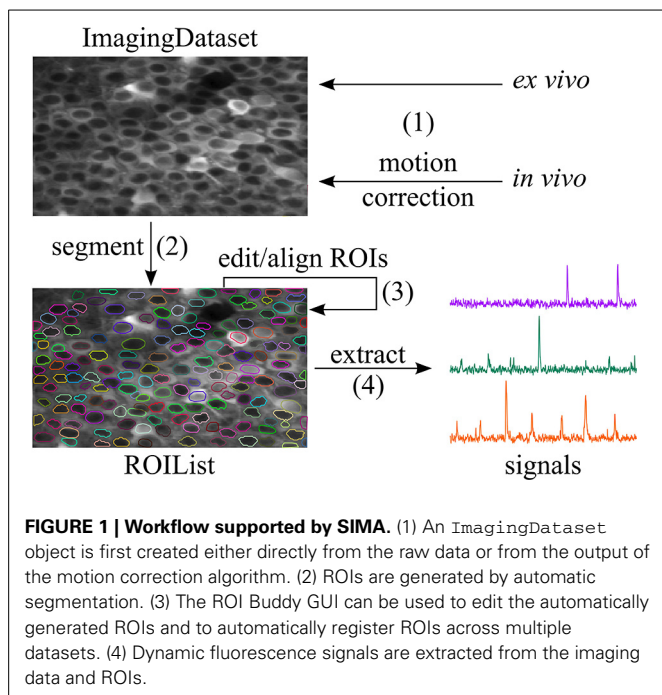 ImagingDataset
ex vivo
(1)
motion
correction
in vivo
segment (2)
edit/align ROIs
(3)
extract
(4)
ROIList
signals
FIGURE 1 | Workflow supported by SIMA. (1) An ImagingDataset
object is first created either directly from the raw data or from the output of
the motion correction algorithm. (2) ROIs are generated by automatic
segmentation. (3) The ROI Buddy GUI can be used to edit the automatically
generated ROIs and to automatically register ROIs across multiple
datasets. (4) Dynamic fluorescence signals are extracted from the imaging
data and ROIs.